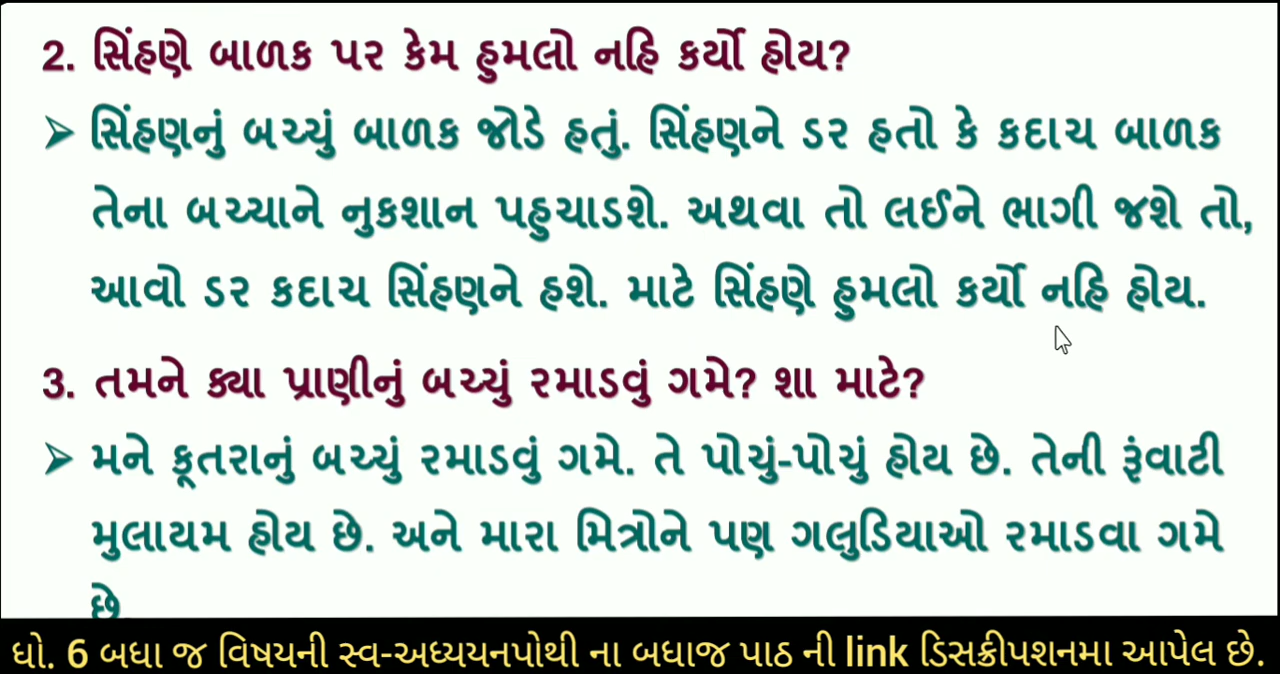 2. સિંહણે બાળક પર કેમ હુમલો નહિ કર્યો હોય?
➢ સિંહણનું બચ્ચું બાળક જોડે હતું. સિંહણને ડર હતો કે કદાચ બાળક
તેના બચ્ચાને નુકશાન પહુચાડશે. અથવા તો લઈને ભાગી જશે તો,
આવો ડર કદાચ સિંહણને હશે. માટે સિંહણે હુમલો કર્યો નહિ હોય.
3. તમને ક્યા પ્રાણીનું બચ્ચું રમાડવું ગમે? શા માટે?
➢ મને કૂતરાનું બચ્ચું રમાડવું ગમે. તે પોચું-પોચું હોય છે. તેની રૂંવાટી
મુલાયમ હોય છે. અને મારા મિત્રોને પણ ગલુડિયાઓ રમાડવા ગમે
છે
ધો. 6 બધા જ વિષયની સ્વ-અધ્યયનપોથી ના બધાજ પાઠ ની link ડિસક્રીપશનમા આપેલ છે.